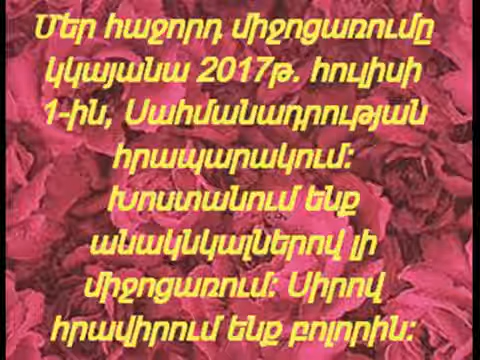 Մեր հաջորդ միջոցառումը
կկայանա 2017թ. հուլիսի
1-ին, Սահմանադրության
հրապարակում:
Խոստանում ենք
անակնկալներով լի
միջոցառում: Սիրով
հրավիրում ենք բոլորին: